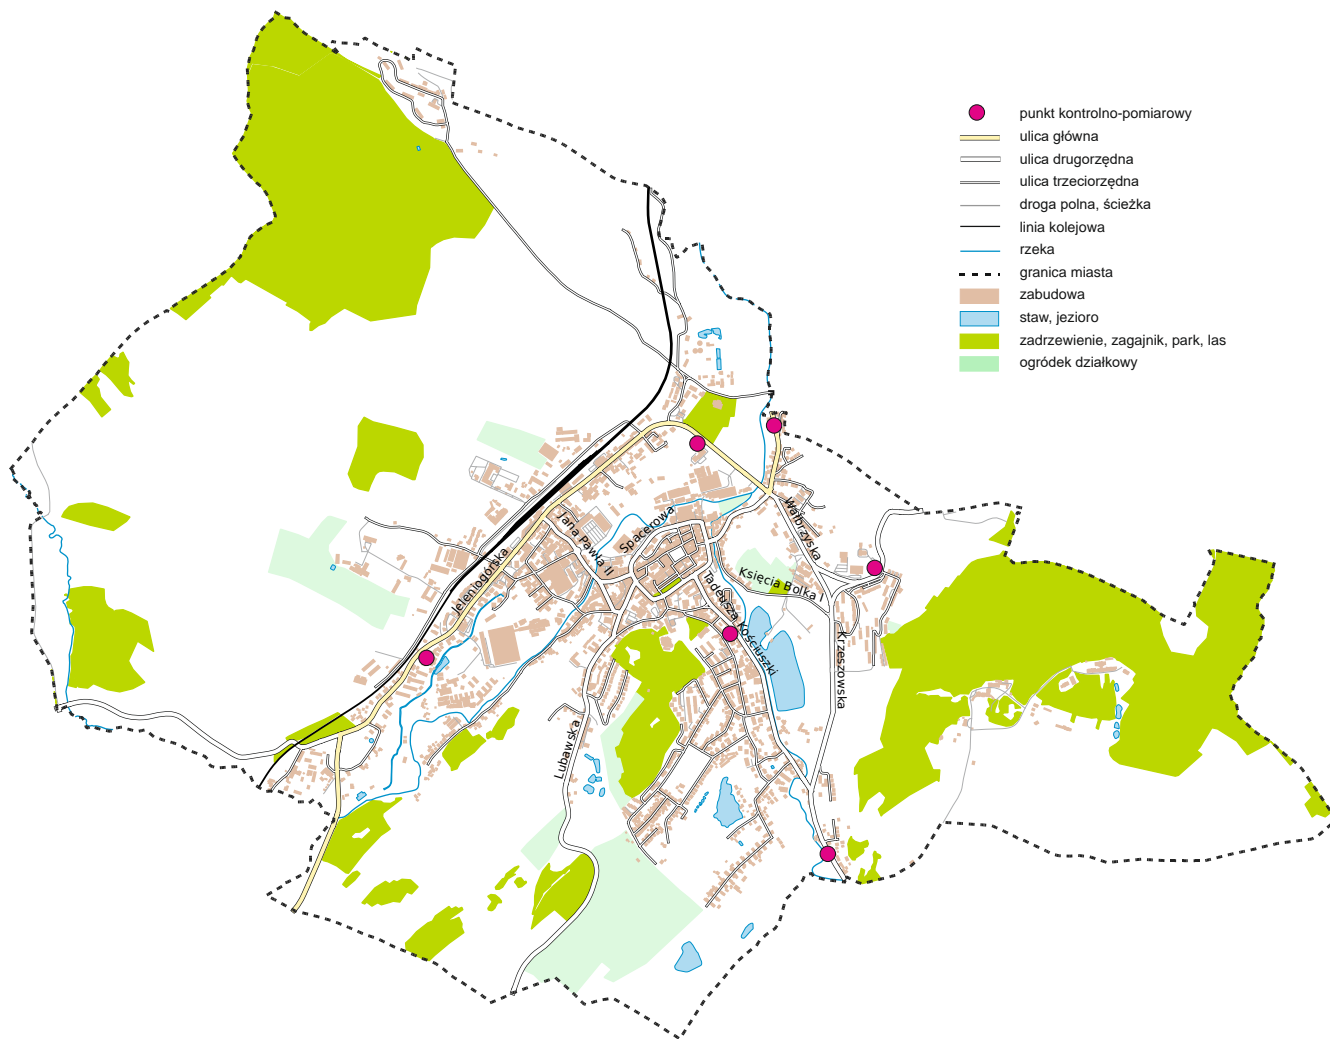 punkt kontrolno-pomiarowy
ulica główna
ulica drugorzędna
ulica trzeciorzędna
droga polna, ścieżka
linia kolejowa
rzeka
granica miasta
zabudowa
staw, jezioro
zadrzewienie, zagajnik, park, las
ogródek działkowy
Jana Pawła II
Spacerowa
Wałbrzyska
Jeleniogórska
Księcia Bolka I
Tadeusza Kościuszki
Krzeszowska
Lubawska